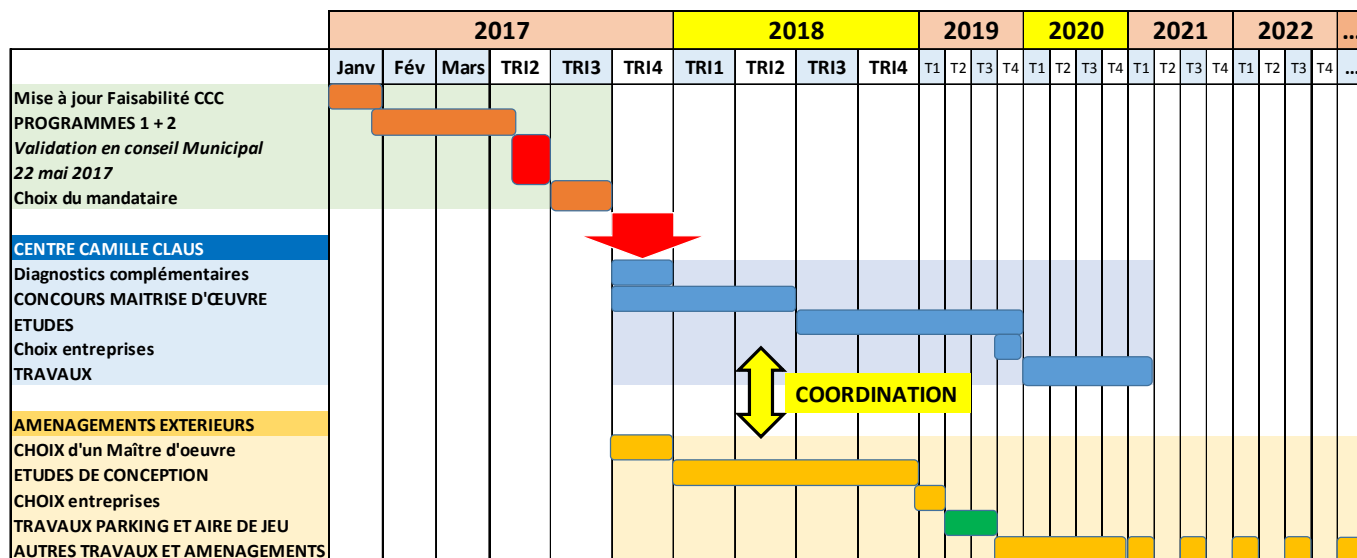 2017 2018 2019 2020 2021 2022 ...
Janv Fév Mars TRI2 TRI3 TRI4 TRI1 TRI2 TRI3 TRI4 T1 T2 T3 T4 T1 T2 T3 T4 T1 T2 T3 T4 T1 T2 T3 T4 ...
Mise à jour Faisabilité CCC
PROGRAMMES 1 + 2
Validation en conseil Municipal
22 mai 2017
Choix du mandataire
CENTRE CAMILLE CLAUS
Diagnostics complémentaires
CONCOURS MAITRISE D'ŒUVRE
ETUDES
Choix entreprises
TRAVAUX
COORDINATION
AMENAGEMENTS EXTERIEURS
CHOIX d'un Maître d'oeuvre
ETUDES DE CONCEPTION
CHOIX entreprises
TRAVAUX PARKING ET AIRE DE JEU
AUTRES TRAVAUX ET AMENAGEMENTS